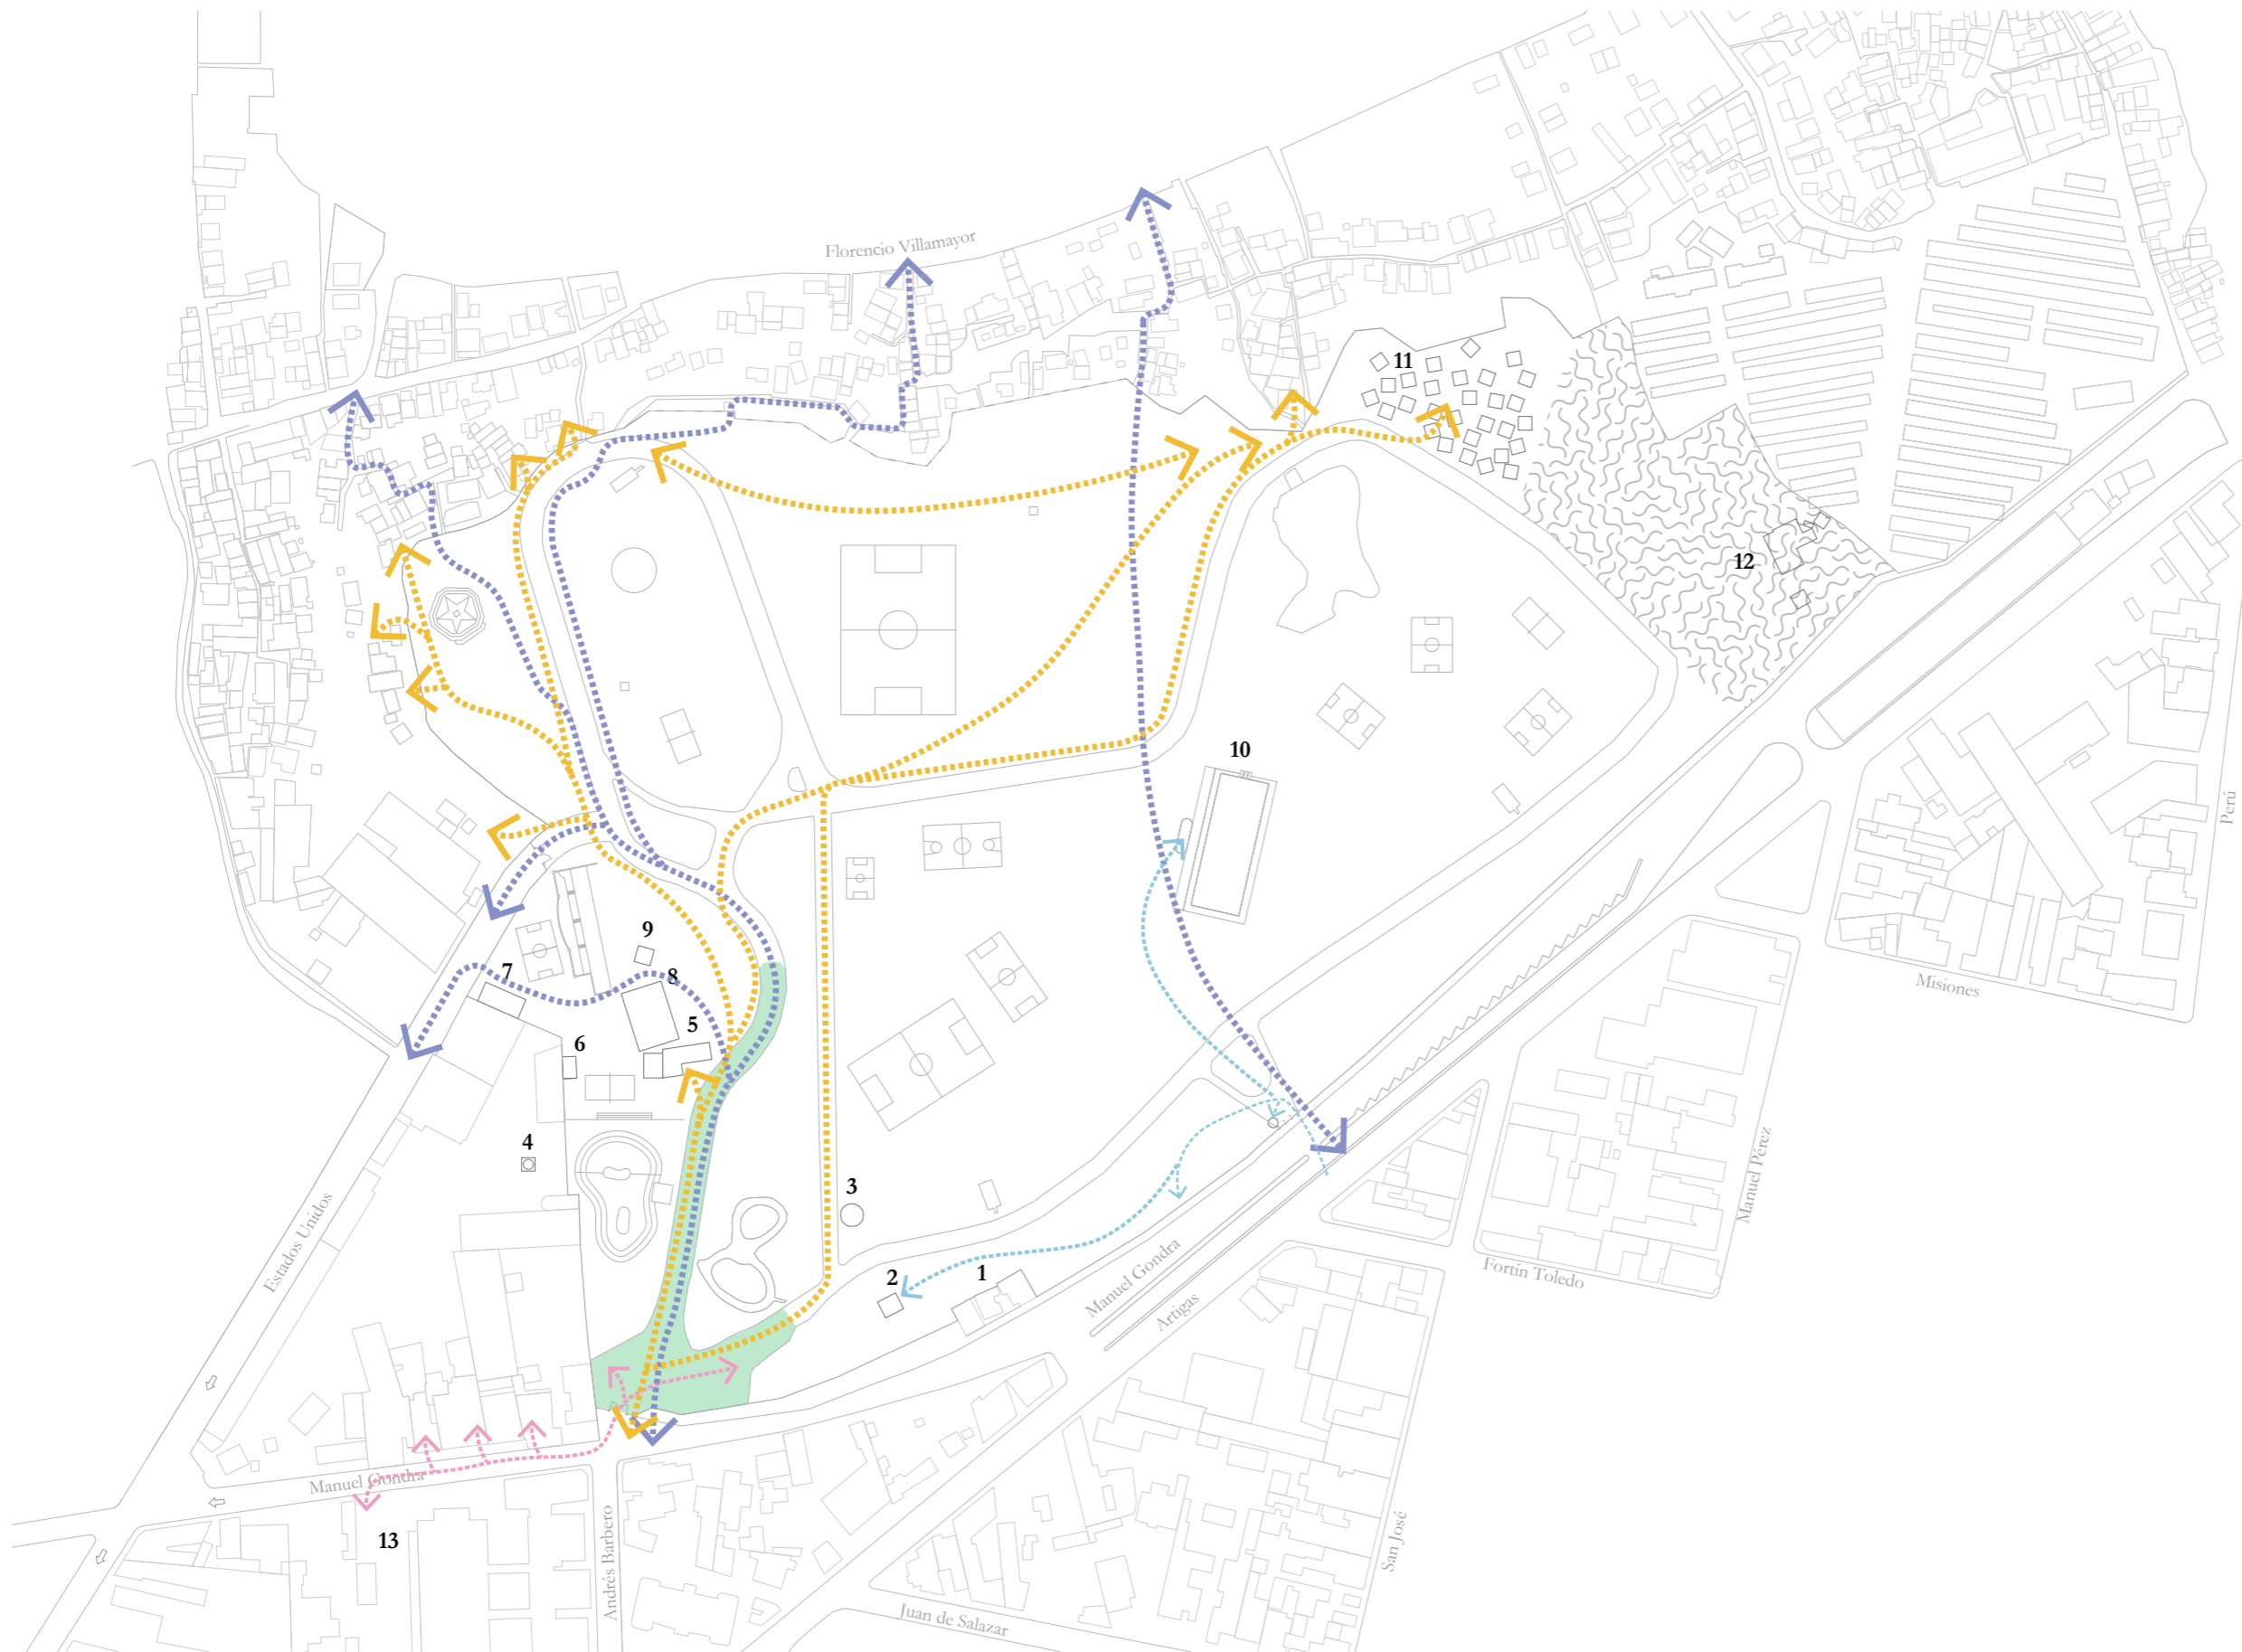 Florencio Villamayor
11
12
10
Perú
9
8
7
5
6
Misiones
4
Manuel Pérez
3
Estados Unidos
2
1
Manuel Gondra
Artigas
Fortín Toledo
Manuel Gondra
13
Andrés Barbero
San José
Juan de Salazar